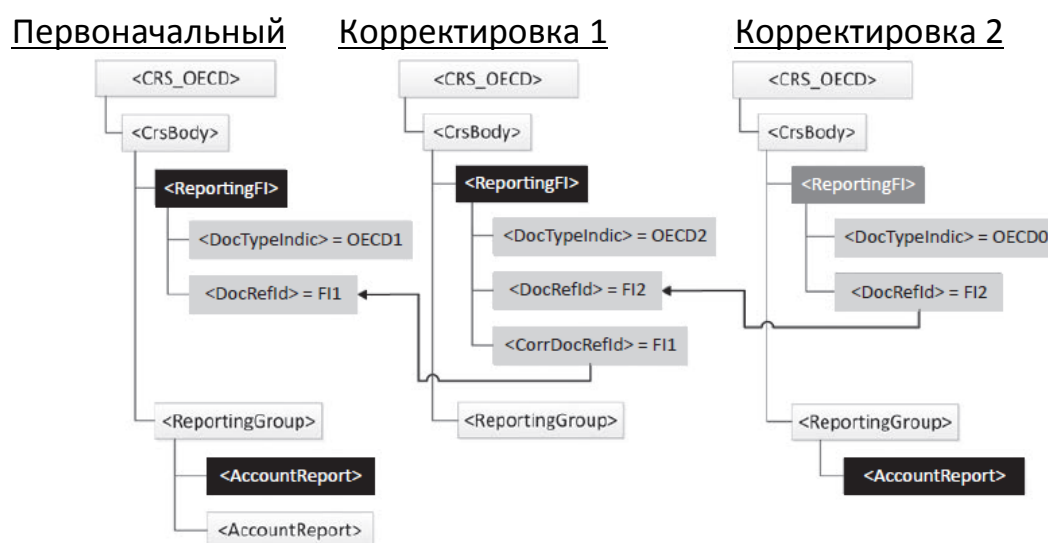 Первоначальный
<CRS_OECD>
<CrsBody>
<ReportingFI>
<DocTypeIndic> = OECD1
<DocRefId> = FI1
<ReportingGroup>
<AccountReport>
<AccountReport>
Корректировка 1
<CRS_OECD>
<CrsBody>
<ReportingFI>
<DocTypeIndic> = OECD2
<DocRefId> = FI2
<CorrDocRefId> = FI1
<ReportingGroup>
Корректировка 2
<CRS_OECD>
<CrsBody>
<ReportingFI>
<DocTypeIndic> = OECD0
<DocRefId> = FI2
<ReportingGroup>
<AccountReport>